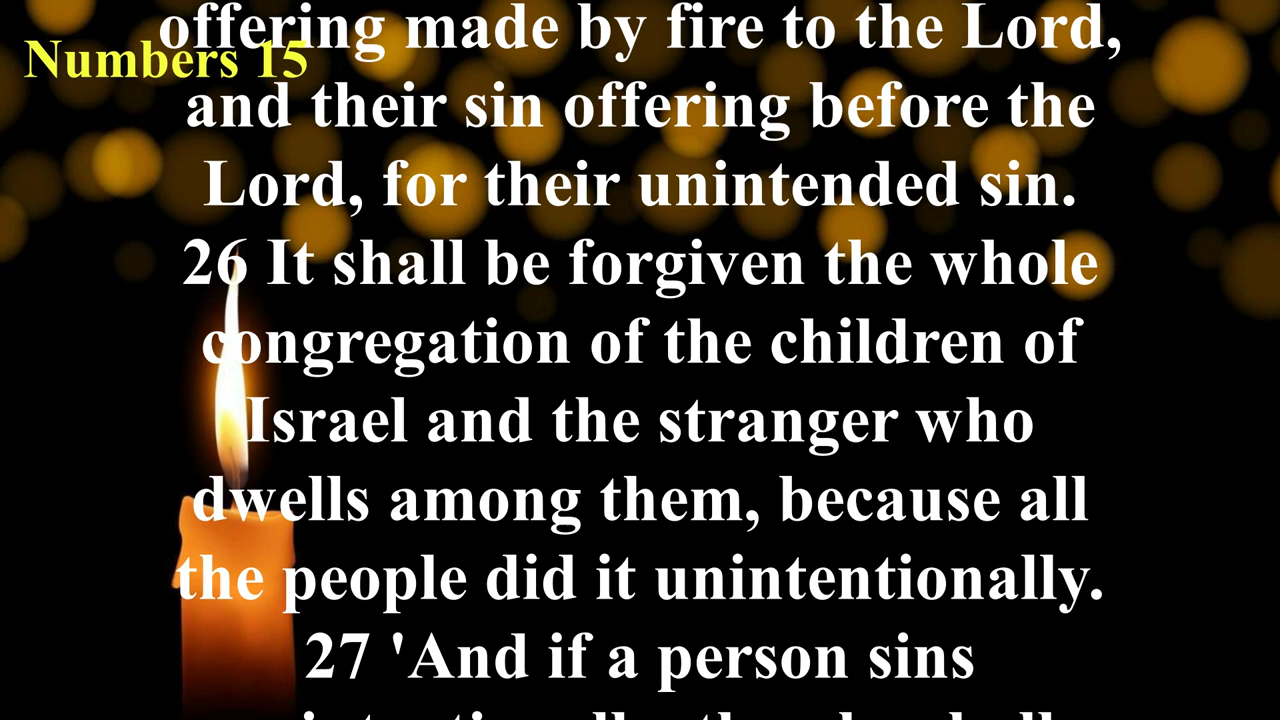 Numbers 15
offering made by fire to the Lord,
and their sin offering before the
Lord, for their unintended sin.
26 It shall be forgiven the whole
congregation of the children of
Israel and the stranger who
dwells among them, because all
the people did it unintentionally.
27 'And if a person sins